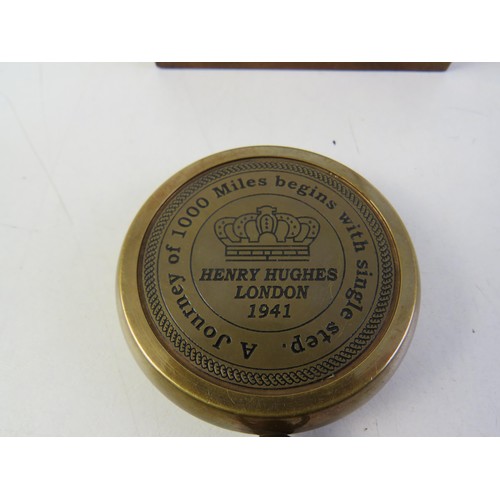 A Journey of 1000 Miles begins with single step.
HENRY HUGHES
LONDON
1941